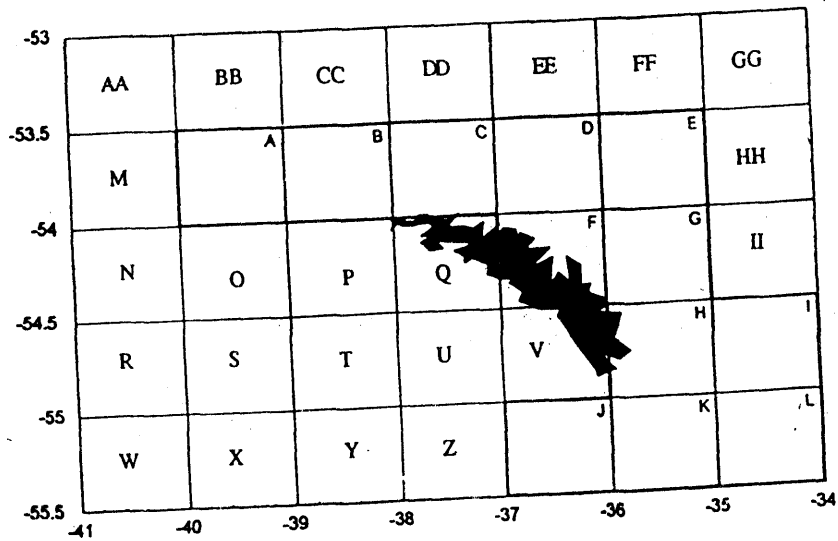 -53
AA BB CC DD EE FF GG
-53.5
A B C D E
M HH
-54
F G
N O P Q II
-54.5
H I
R S T U V
-55
J K L
W X Y Z
-55.5
-41 -40 -39 -38 -37 -36 -35 -34